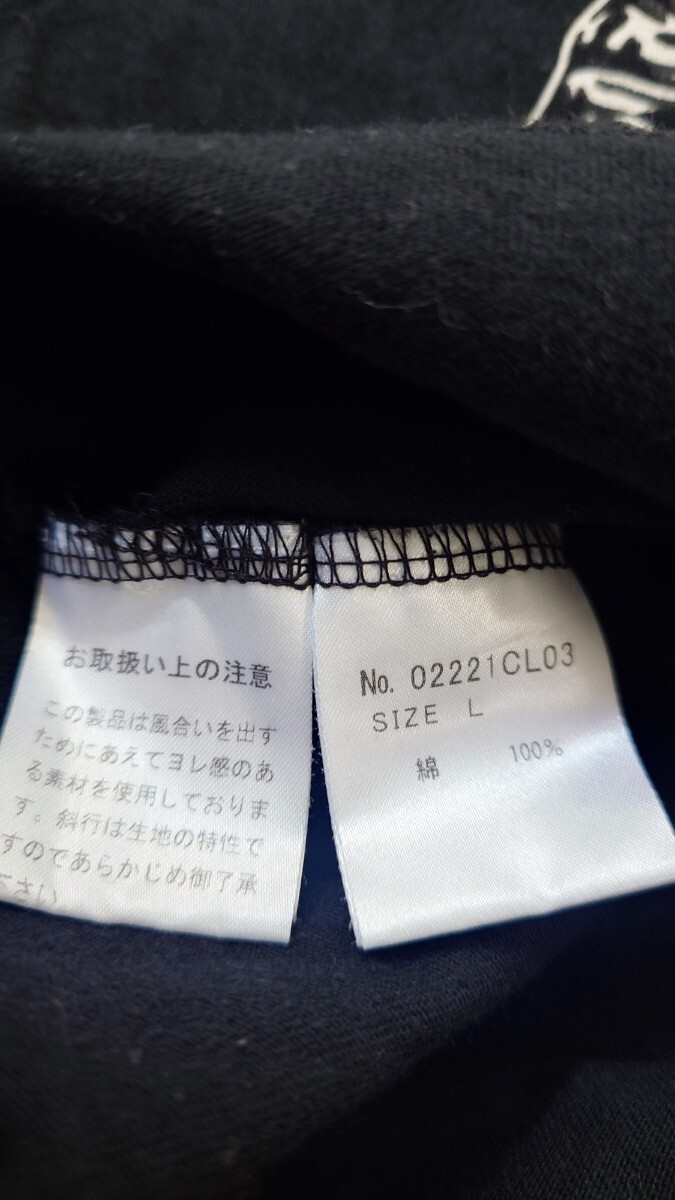 お取扱い上の注意
この製品は風合いを出す
ためにあえてヨレ感のあ
る素材を使用しておりま
す。斜行は生地の特性で
すのであらかじめ御了承
下さい
No. 02221CL03
SIZE L
綿 100%